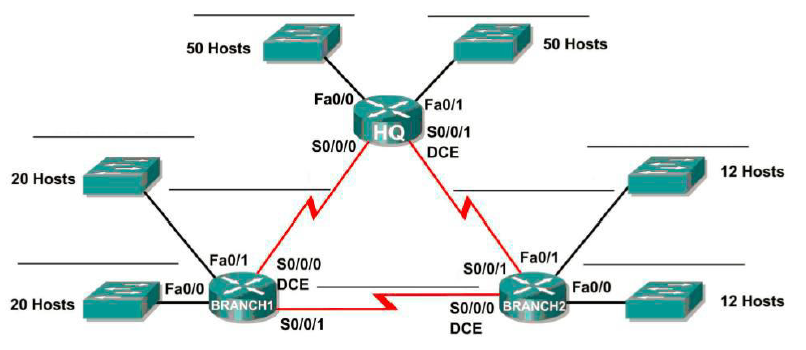 50 Hosts
50 Hosts
Fa0/0
Fa0/1
HQ
S0/0/0
S0/0/1
DCE
20 Hosts
12 Hosts
Fa0/1
S0/0/0
DCE
Fa0/0
BRANCH1
S0/0/1
20 Hosts
Fa0/1
S0/0/1
Fa0/0
BRANCH2
S0/0/0
DCE
12 Hosts